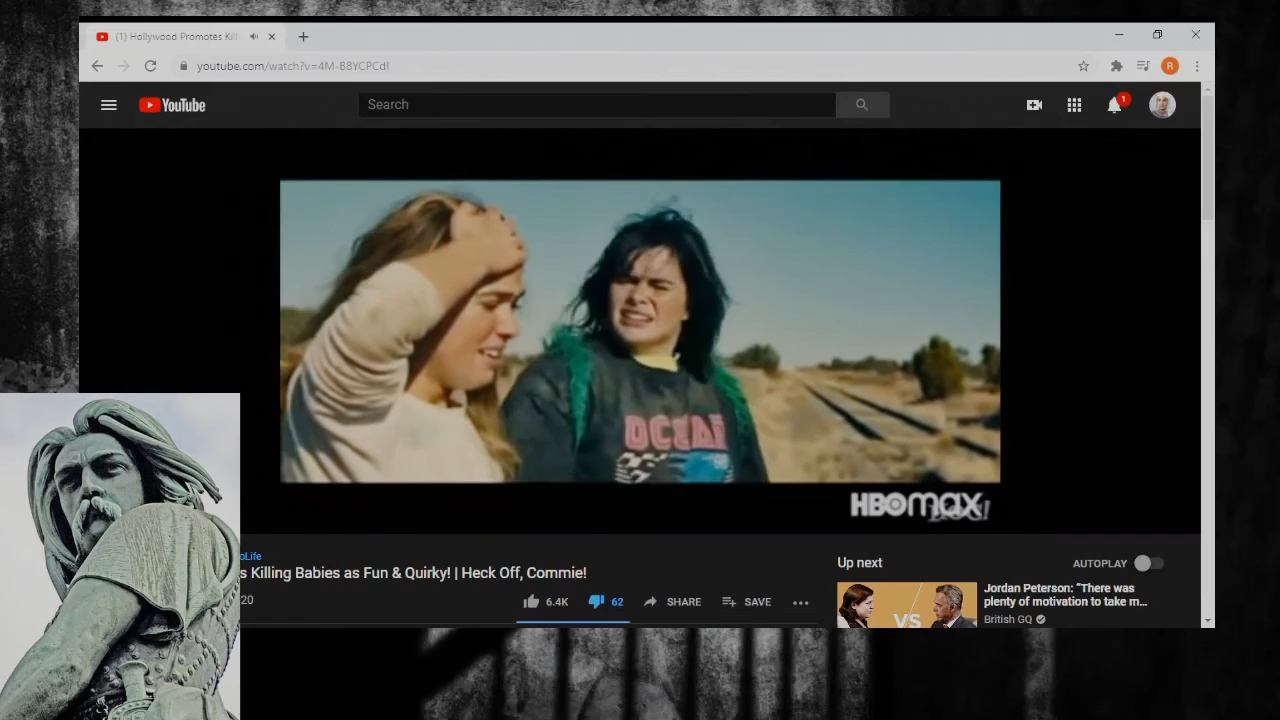 (1) Hollywood Promotes Kill
youtube.com/watch?v=4M-B8YCPCdI
R
YouTube
Search
1
HBOMAX
oLife
s Killing Babies as Fun & Quirky! | Heck Off, Commie!
20
6.4K
62
SHARE
SAVE
Up next
AUTOPLAY
VS
Jordan Peterson: “There was
plenty of motivation to take m...
British GQ